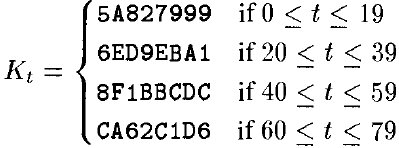 5A827999 if 0 ≤ t ≤ 19
6ED9EBA1 if 20 ≤ t ≤ 39
K_t =
8F1BBCDC if 40 ≤ t ≤ 59
CA62C1D6 if 60 ≤ t ≤ 79